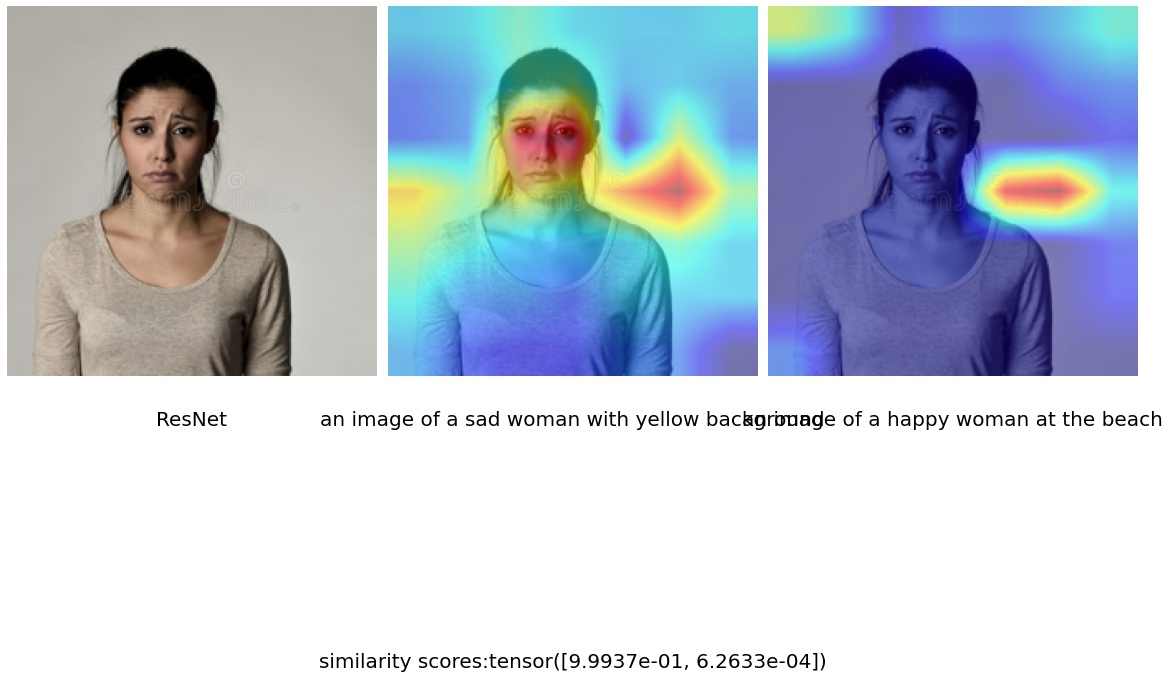 ResNet
an image of a sad woman with yellow background
an image of a happy woman at the beach
similarity scores:tensor([9.9937e-01, 6.2633e-04])